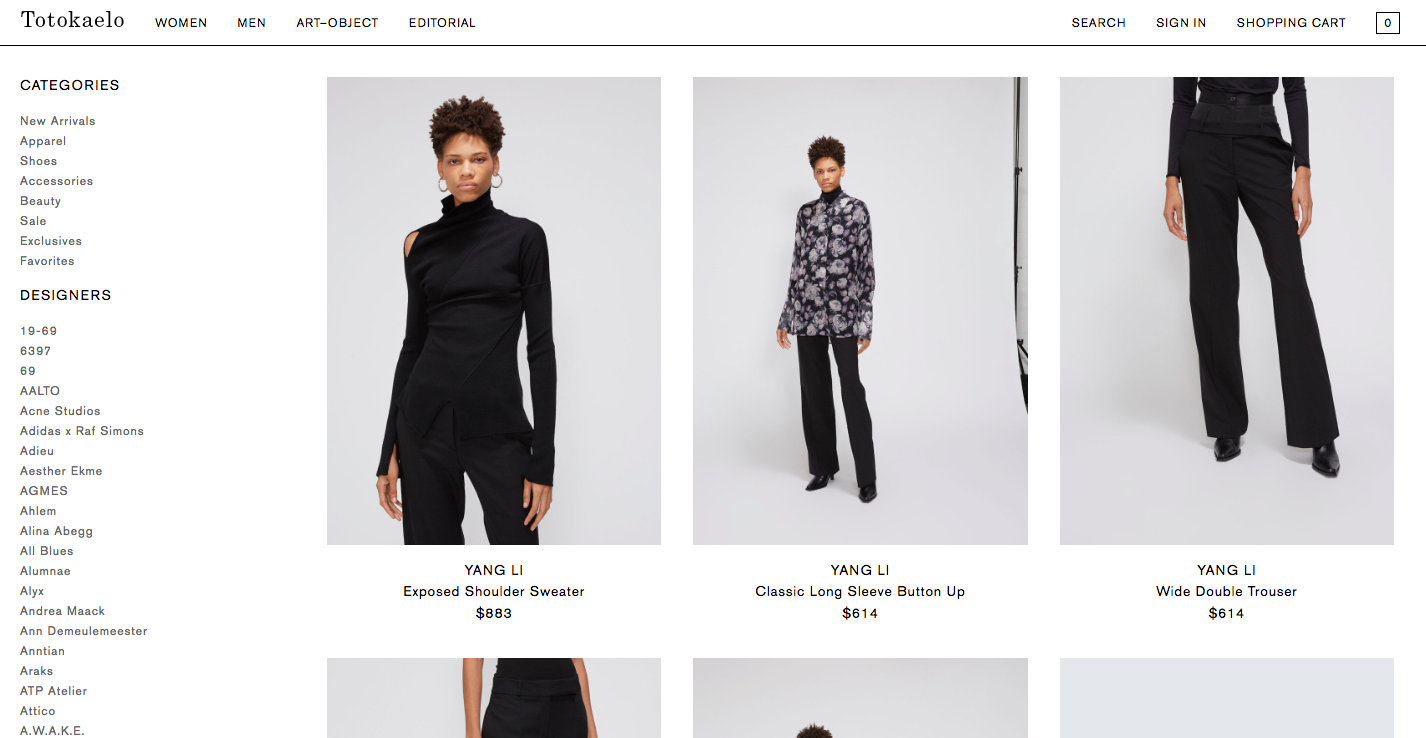 Totokaelo
WOMEN
MEN
ART–OBJECT
EDITORIAL
SEARCH
SIGN IN
SHOPPING CART
0
CATEGORIES
New Arrivals
Apparel
Shoes
Accessories
Beauty
Sale
Exclusives
Favorites
DESIGNERS
19-69
6397
69
AALTO
Acne Studios
Adidas x Raf Simons
Adieu
Aesther Ekme
AGMES
Ahlem
Alina Abegg
All Blues
Alumnae
Alyx
Andrea Maack
Ann Demeulemeester
Anntian
Araks
ATP Atelier
Attico
A.W.A.K.E.
YANG LI
Exposed Shoulder Sweater
$883
YANG LI
Classic Long Sleeve Button Up
$614
YANG LI
Wide Double Trouser
$614